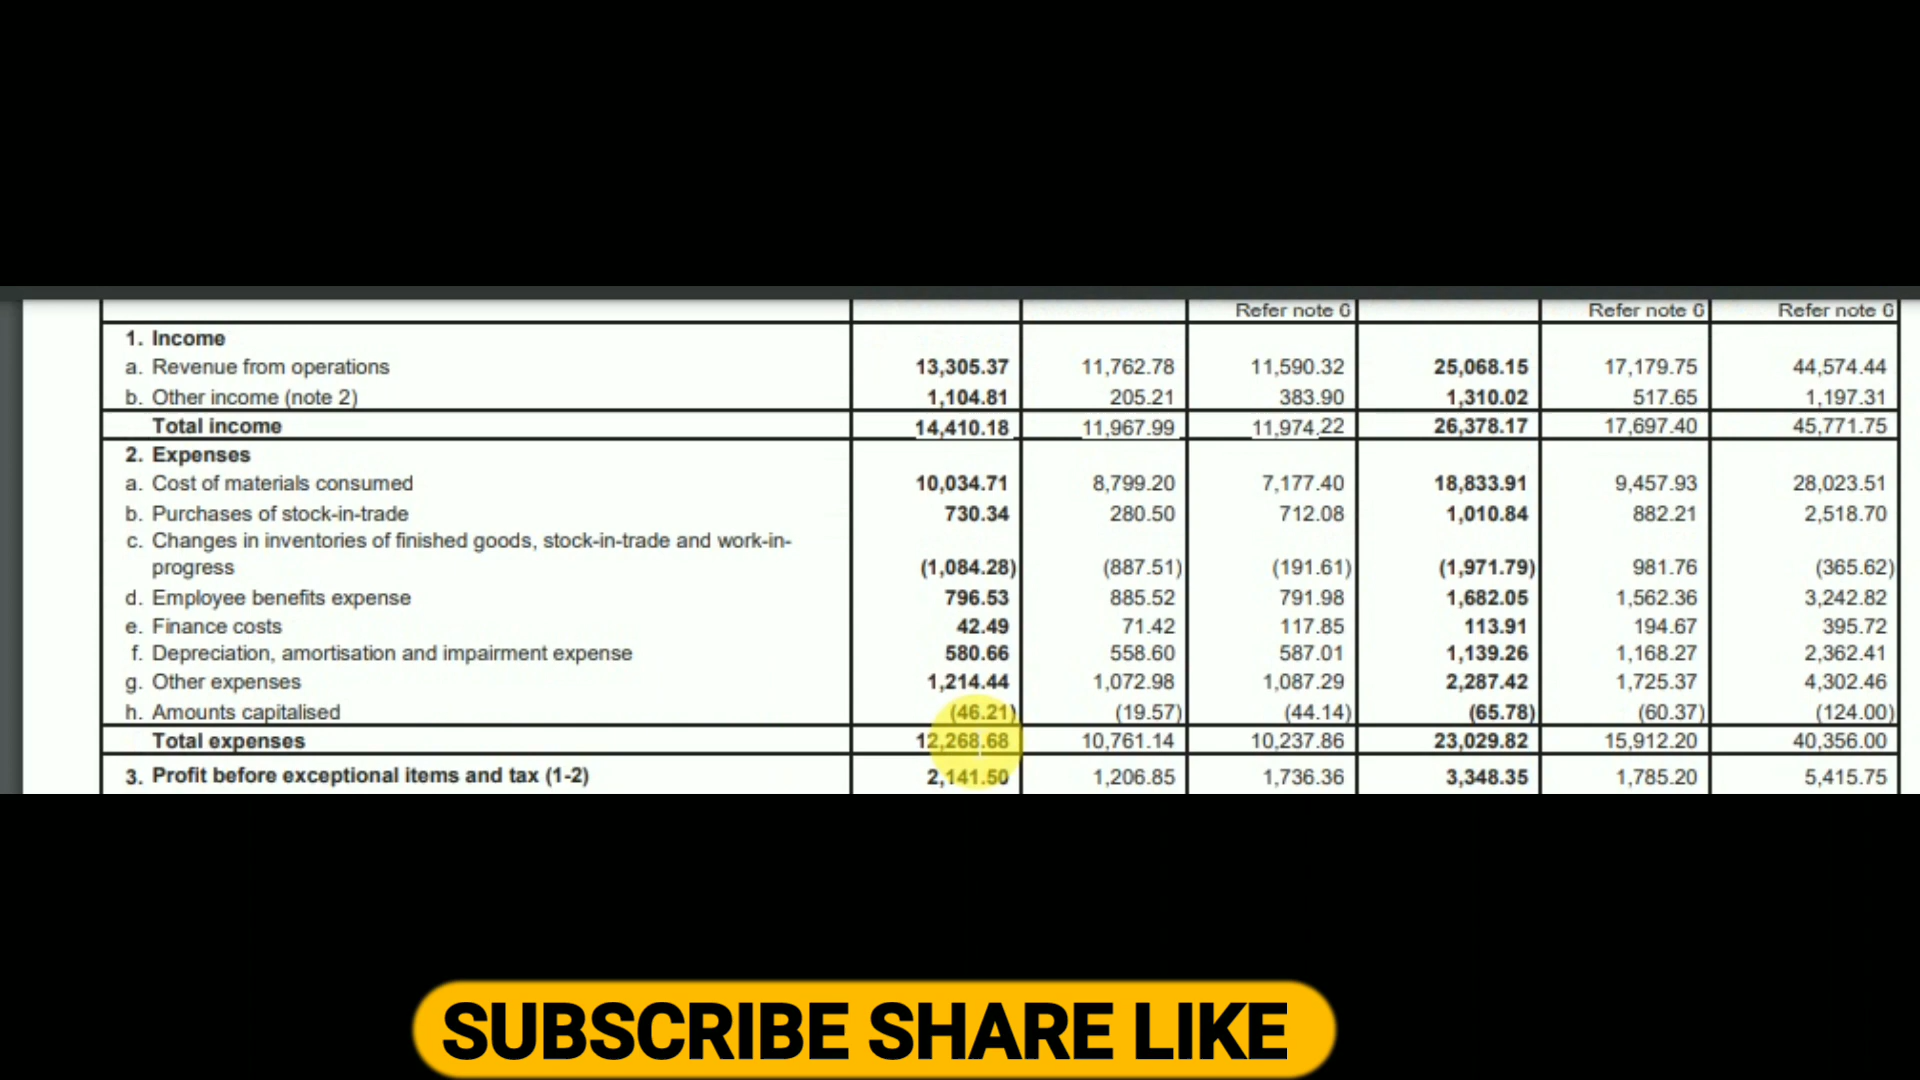 Refer note 6 Refer note 6 Refer note 6
1. Income
a. Revenue from operations 13,305.37 11,762.78 11,590.32 25,068.15 17,179.75 44,574.44
b. Other income (note 2) 1,104.81 205.21 383.90 1,310.02 517.65 1,197.31
Total income 14,410.18 11,967.99 11,974.22 26,378.17 17,697.40 45,771.75
2. Expenses
a. Cost of materials consumed 10,034.71 8,799.20 7,177.40 18,833.91 9,457.93 28,023.51
b. Purchases of stock-in-trade 730.34 280.50 712.08 1,010.84 882.21 2,518.70
c. Changes in inventories of finished goods, stock-in-trade and work-in-
progress (1,084.28) (887.51) (191.61) (1,971.79) 981.76 (365.62)
d. Employee benefits expense 796.53 885.52 791.98 1,682.05 1,562.36 3,242.82
e. Finance costs 42.49 71.42 117.85 113.91 194.67 395.72
f. Depreciation, amortisation and impairment expense 580.66 558.60 587.01 1,139.26 1,168.27 2,362.41
g. Other expenses 1,214.44 1,072.98 1,087.29 2,287.42 1,725.37 4,302.46
h. Amounts capitalised (46.21) (19.57) (44.14) (65.78) (60.37) (124.00)
Total expenses 12,268.68 10,761.14 10,237.86 23,029.82 15,912.20 40,356.00
3. Profit before exceptional items and tax (1-2) 2,141.50 1,206.85 1,736.36 3,348.35 1,785.20 5,415.75
SUBSCRIBE SHARE LIKE